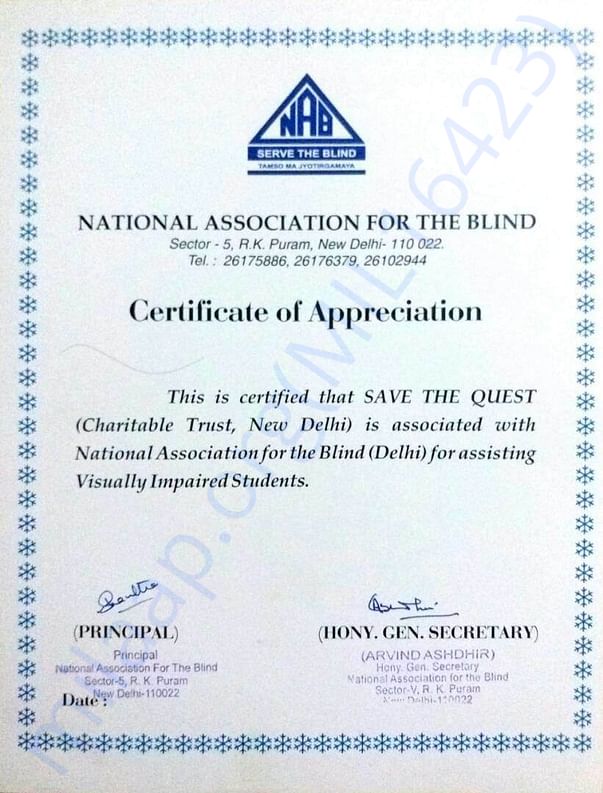 NAB
SERVE THE BLIND
TAMSO MA JYOTIRGAMAYA
NATIONAL ASSOCIATION FOR THE BLIND
Sector - 5, R.K. Puram, New Delhi- 110 022.
Tel. : 26175886, 26176379, 26102944
Certificate of Appreciation
This is certified that SAVE THE QUEST
(Charitable Trust, New Delhi) is associated with
National Association for the Blind (Delhi) for assisting
Visually Impaired Students.
(PRINCIPAL)
Principal
National Association For The Blind
Sector-5, R. K. Puram
New Delhi-110022
Date :
(HONY. GEN. SECRETARY)
(ARVIND ASHDHIR)
Hony. Gen. Secretary
National Association for the Blind
Sector-V, R. K. Puram
New Delhi-110022
milaap.org(MIL164423)